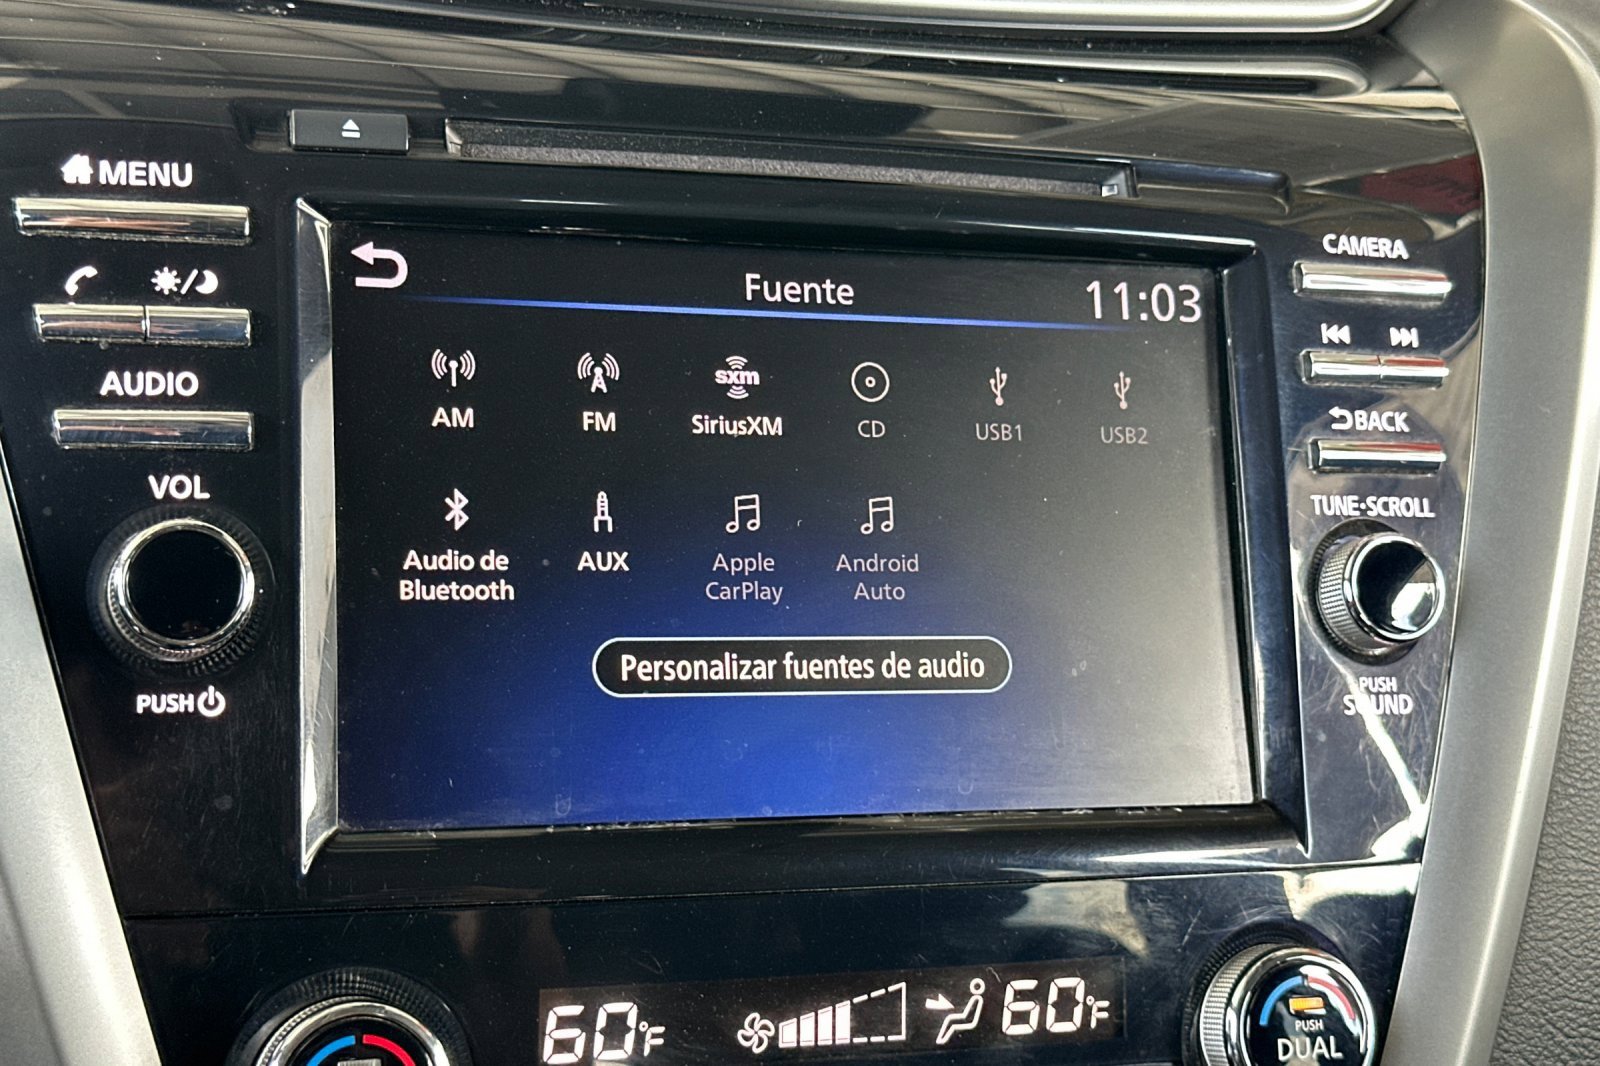 MENU
AUDIO
VOL
PUSH
Fuente
11:03
AM
FM
sxm
SiriusXM
CD
USB1
USB2
Audio de
Bluetooth
AUX
Apple
CarPlay
Android
Auto
Personalizar fuentes de audio
CAMERA
BACK
TUNE·SCROLL
PUSH
SOUND
60°F
60°F
PUSH
DUAL